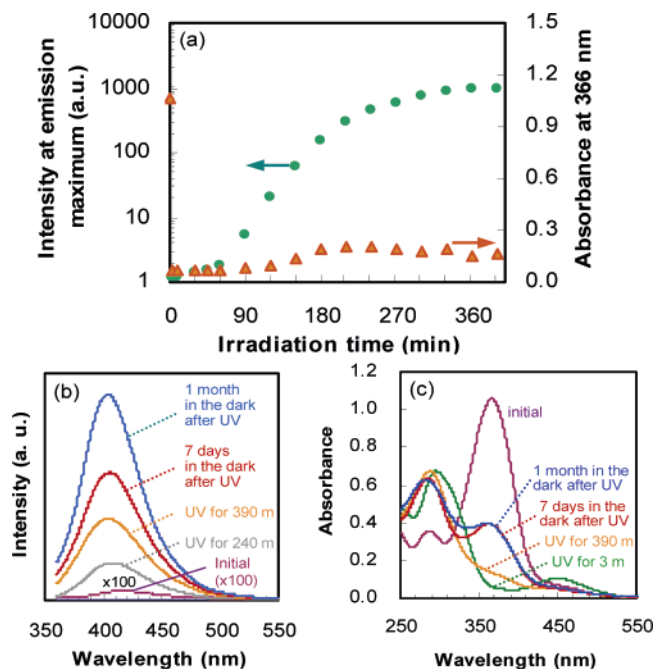 (a)
10000
1000
100
10
1
Intensity at emission
maximum (a.u.)
1.5
1.2
0.9
0.6
0.3
0.0
Absorbance at 366 nm
0 90 180 270 360
Irradiation time (min)
(b)
1 month
in the dark
after UV
7 days
in the dark
after UV
UV for 390 m
UV for 240 m
x100
Initial
(x100)
Intensity (a. u.)
350 400 450 500 550
Wavelength (nm)
(c)
1.2
1.0
0.8
0.6
0.4
0.2
0.0
Absorbance
initial
1 month in the
dark after UV
7 days in the
dark after UV
UV for 390 m
UV for 3 m
250 350 450 550
Wavelength (nm)